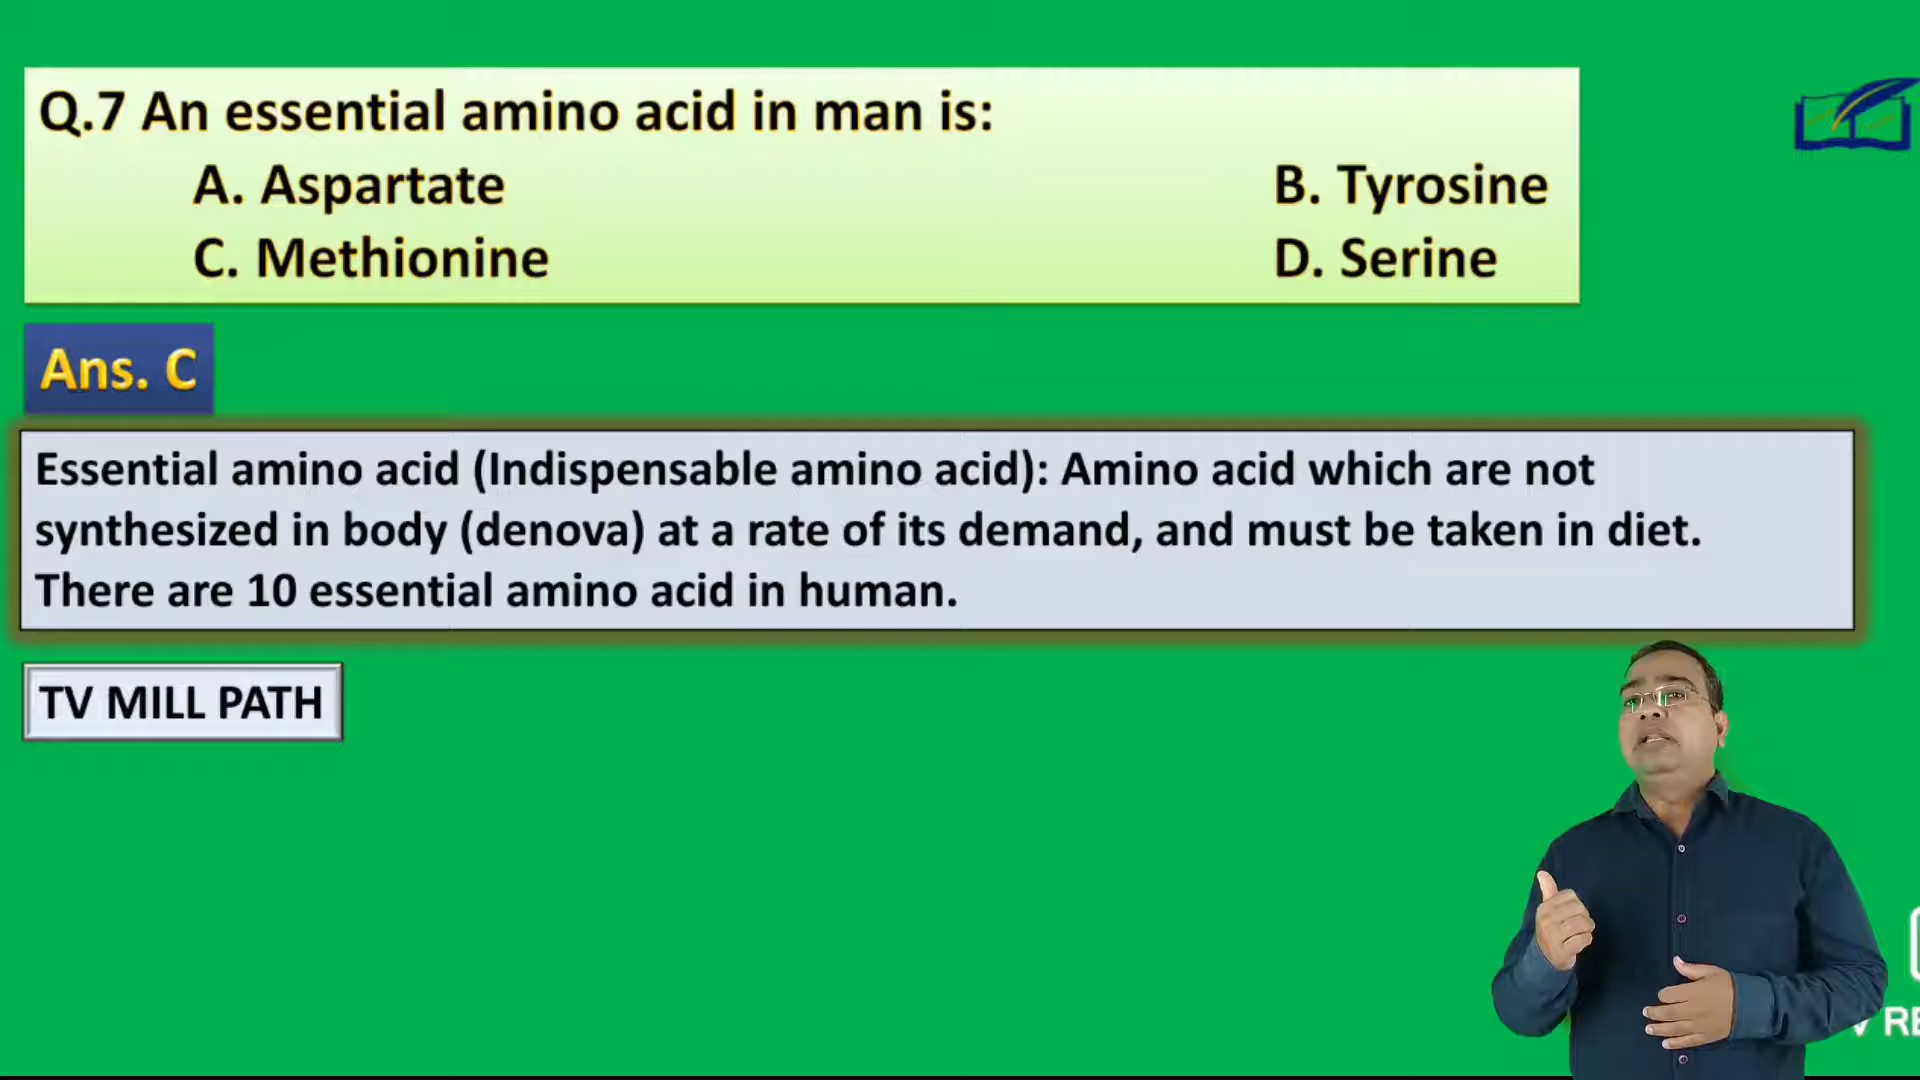 Q.7 An essential amino acid in man is:
A. Aspartate B. Tyrosine
C. Methionine D. Serine
Ans. C
Essential amino acid (Indispensable amino acid): Amino acid which are not
synthesized in body (denova) at a rate of its demand, and must be taken in diet.
There are 10 essential amino acid in human.
TV MILL PATH